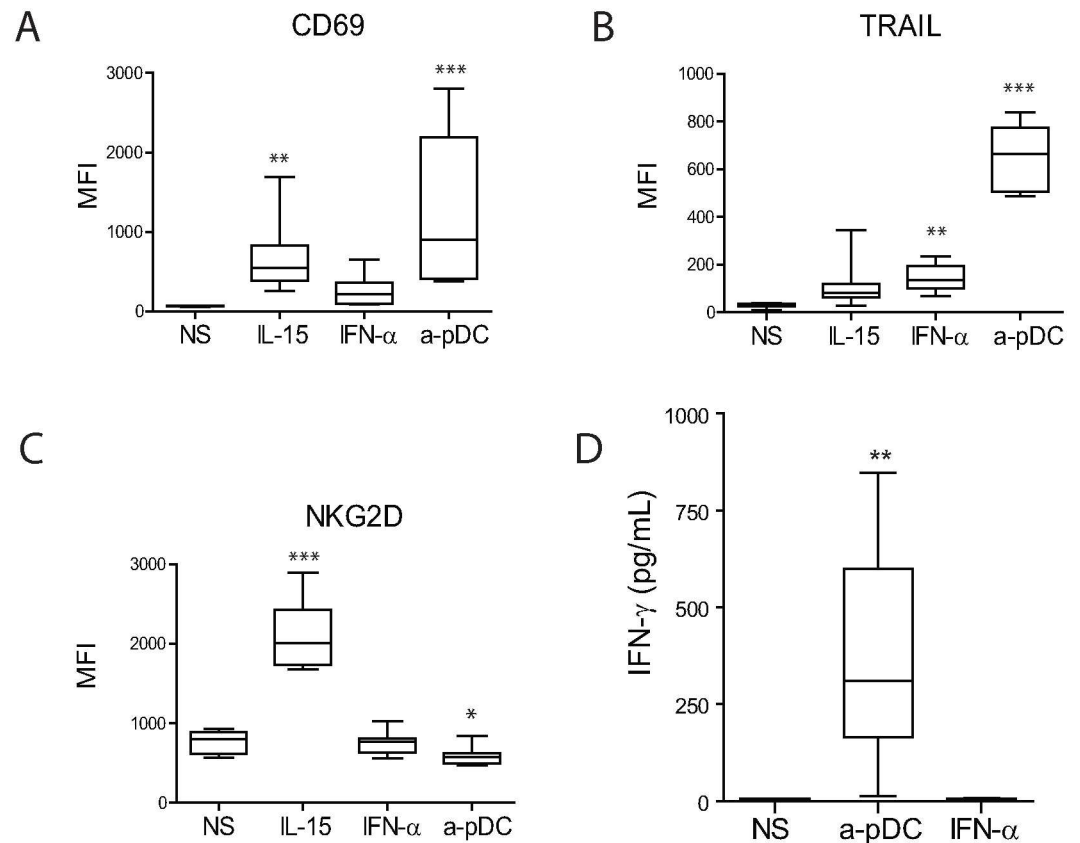 A
CD69
MFI
3000
2000
1000
0
**
***
NS IL-15 IFN-α a-pDC
B
TRAIL
MFI
1000
800
600
400
200
0
**
***
NS IL-15 IFN-α a-pDC
C
NKG2D
MFI
3000
2000
1000
0
***
*
NS IL-15 IFN-α a-pDC
D
IFN-γ (pg/mL)
1000
750
500
250
0
**
NS a-pDC IFN-α